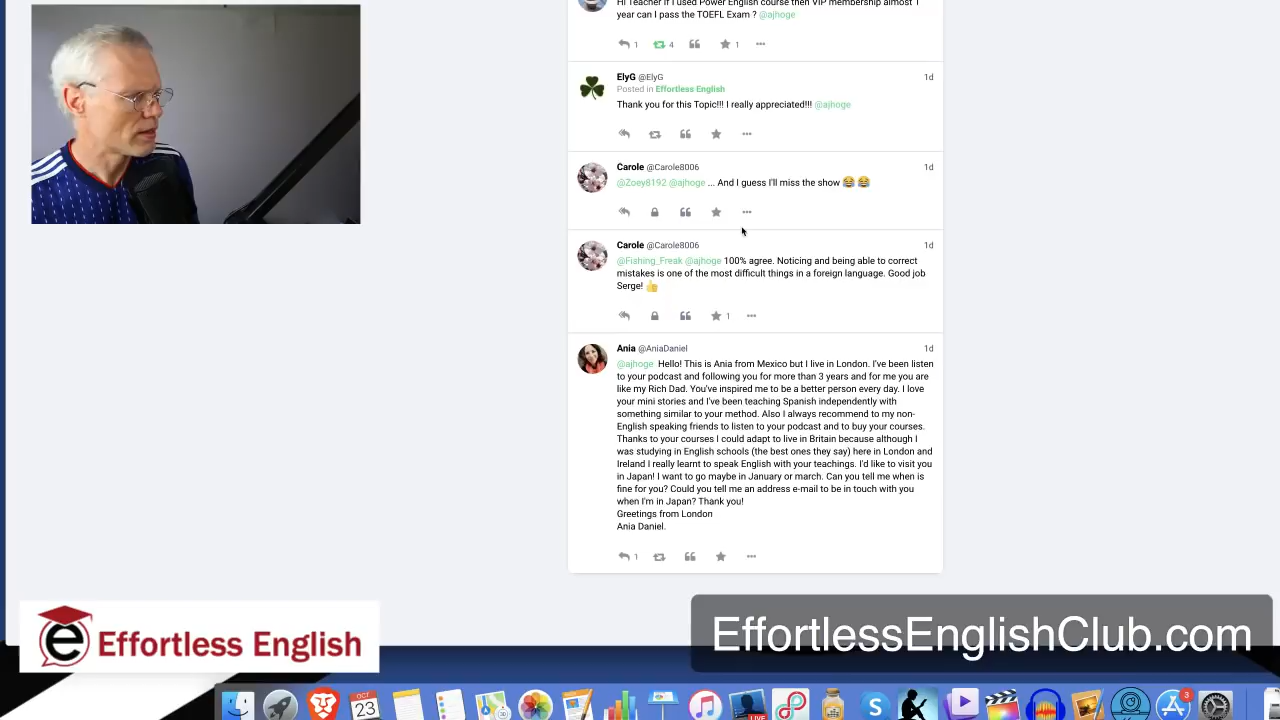 Hi Teacher if I used Power English course then VIP membership almost 1
year can I pass the TOEFL Exam ? @ajhoge
1 4 1
ElyG @ElyG 1d
Posted in Effortless English
Thank you for this Topic!!! I really appreciated!!! @ajhoge
Carole @Carole8006 1d
@Zoey8192 @ajhoge ... And I guess I'll miss the show 😂 😂
Carole @Carole8006 1d
@Fishing_Freak @ajhoge 100% agree. Noticing and being able to correct
mistakes is one of the most difficult things in a foreign language. Good job
Serge! 👍
1
Ania @AniaDaniel 1d
@ajhoge Hello! This is Ania from Mexico but I live in London. I've been listen
to your podcast and following you for more than 3 years and for me you are
like my Rich Dad. You've inspired me to be a better person every day. I love
your mini stories and I've been teaching Spanish independently with
something similar to your method. Also I always recommend to my non-
English speaking friends to listen to your podcast and to buy your courses.
Thanks to your courses I could adapt to live in Britain because although I
was studying in English schools (the best ones they say) here in London and
Ireland I really learnt to speak English with your teachings. I'd like to visit you
in Japan! I want to go maybe in January or march. Can you tell me when is
fine for you? Could you tell me an address e-mail to be in touch with you
when I'm in Japan? Thank you!
Greetings from London
Ania Daniel.
1
e Effortless English
EffortlessEnglishClub.com
OCT
23
LIVE
3